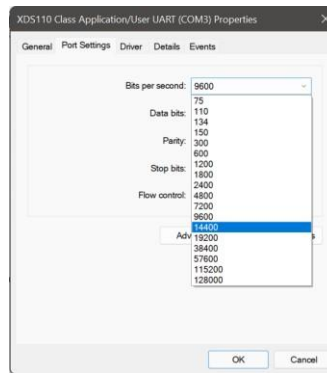 XDS110 Class Application/User UART (COM3) Properties
General Port Settings Driver Details Events
Bits per second: 9600
75
Data bits: 110
134
150
Parity: 300
600
Stop bits: 1200
1800
2400
Flow control: 4800
7200
9600
14400
Adv 19200 s
38400
57600
115200
128000
OK Cancel